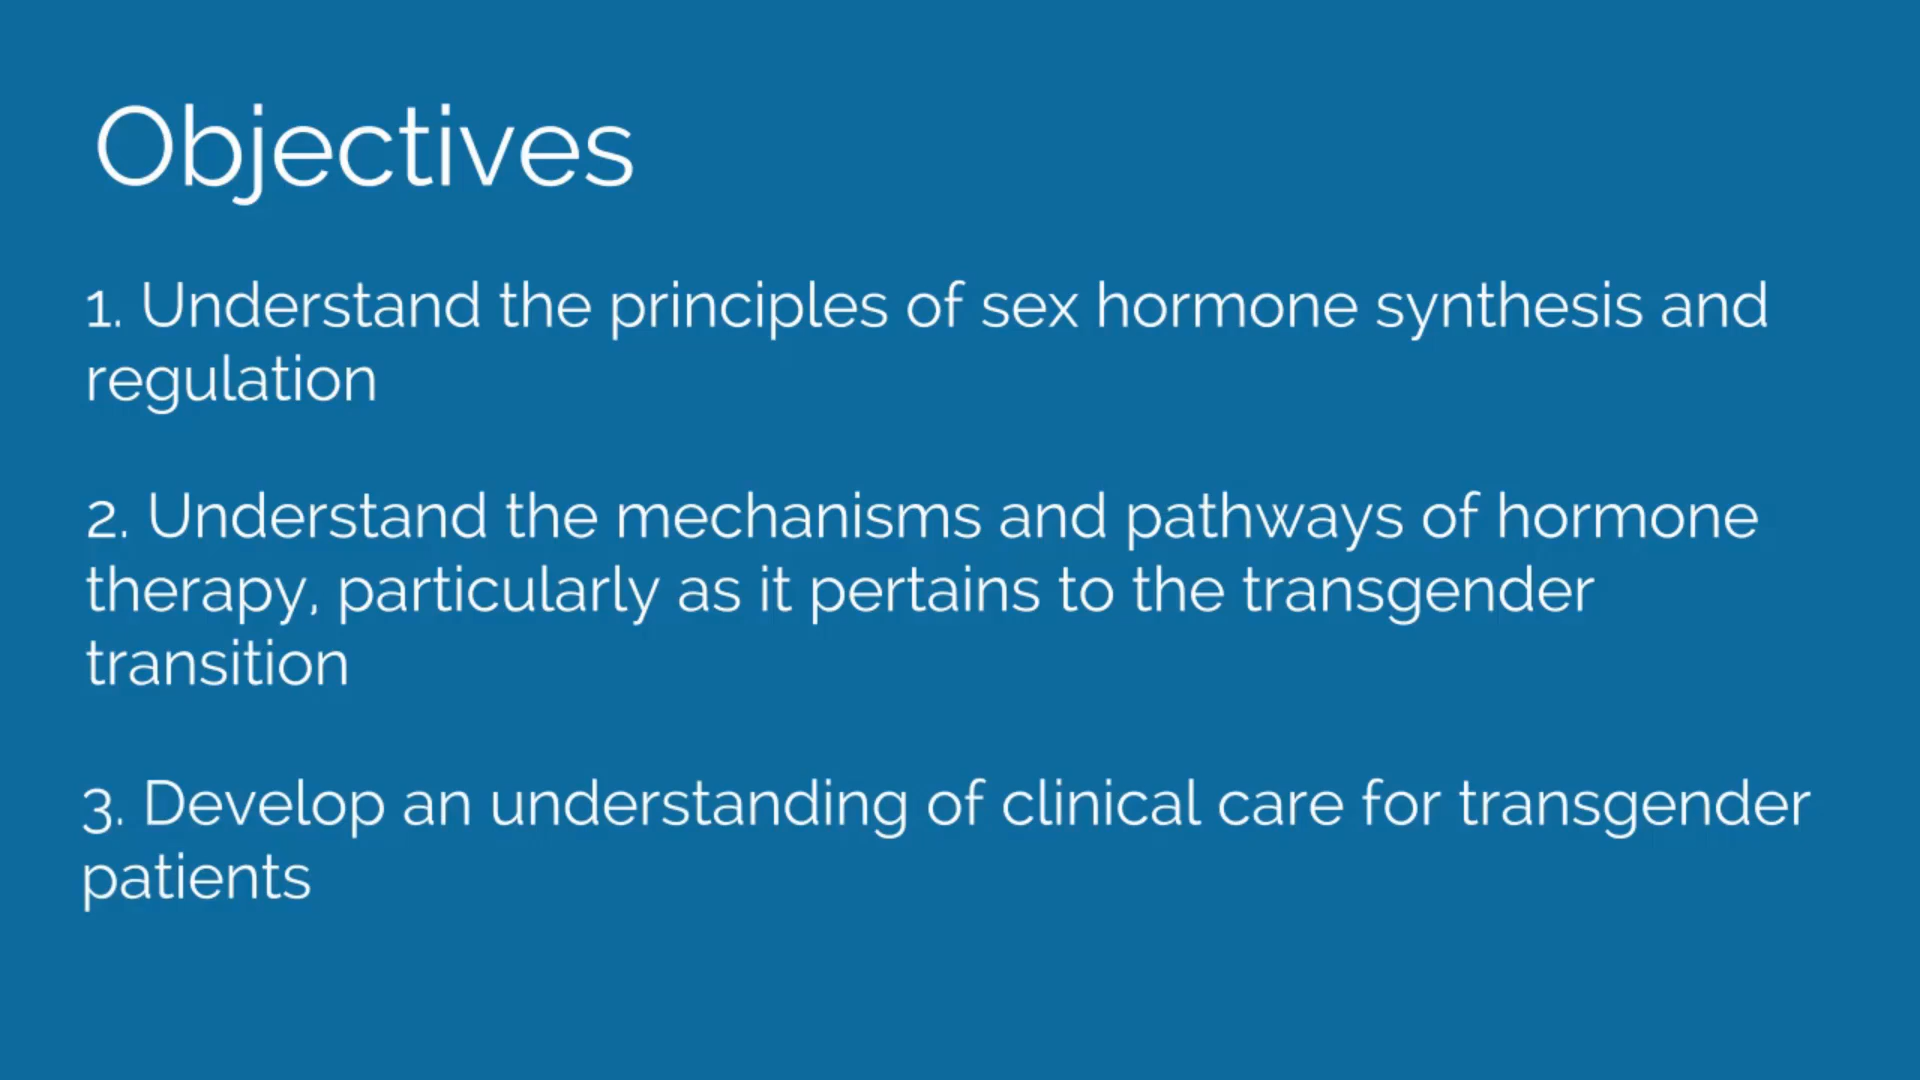 Objectives
1. Understand the principles of sex hormone synthesis and
regulation
2. Understand the mechanisms and pathways of hormone
therapy, particularly as it pertains to the transgender
transition
3. Develop an understanding of clinical care for transgender
patients